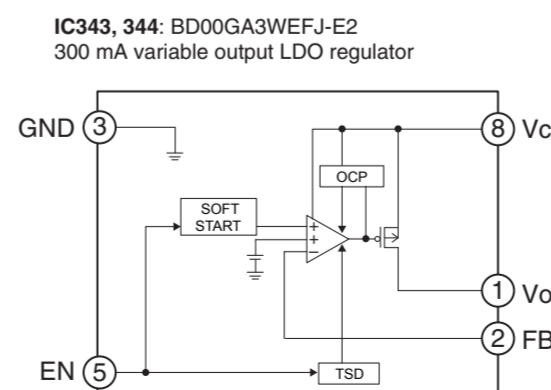 IC343, 344: BD00GA3WEFJ-E2
300 mA variable output LDO regulator
GND 3
8 Vc
OCP
SOFT
START
+
+
−
1 Vo
2 FB
EN 5
TSD